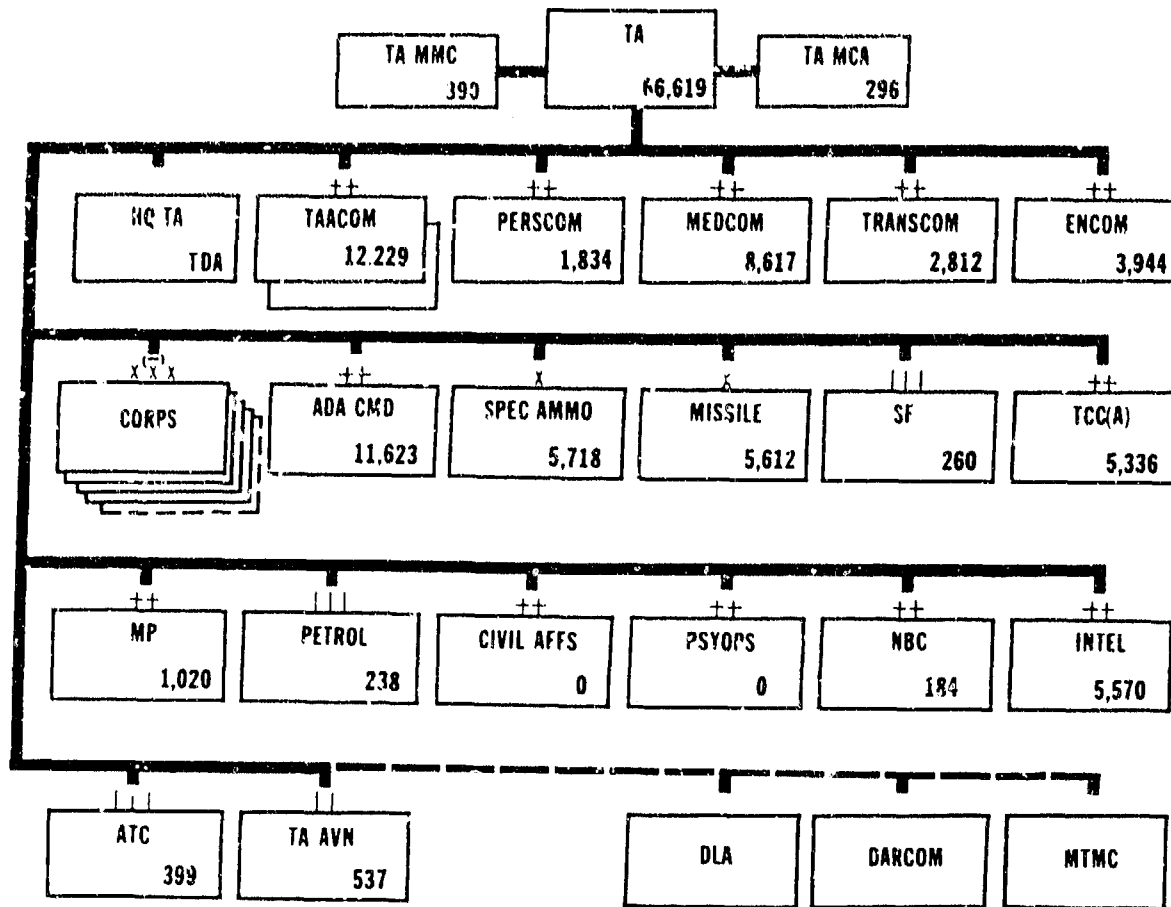 TA MMC
390
TA
66,619
TA MCA
296
HQ TA
TDA
++
TAACOM
12.229
++
PERSCOM
1,834
++
MEDCOM
8,617
++
TRANSCOM
2,812
++
ENCOM
3,944
(-)
X X X
CORPS
++
ADA CMD
11,623
X
SPEC AMMO
5,718
X
MISSILE
5,612
|||
SF
260
++
TCC(A)
5,336
++
MP
1,020
|||
PETROL
238
++
CIVIL AFFS
0
++
PSYOPS
0
++
NBC
184
++
INTEL
5,570
|||
ATC
399
||
TA AVN
537
DLA
DARCOM
MTMC